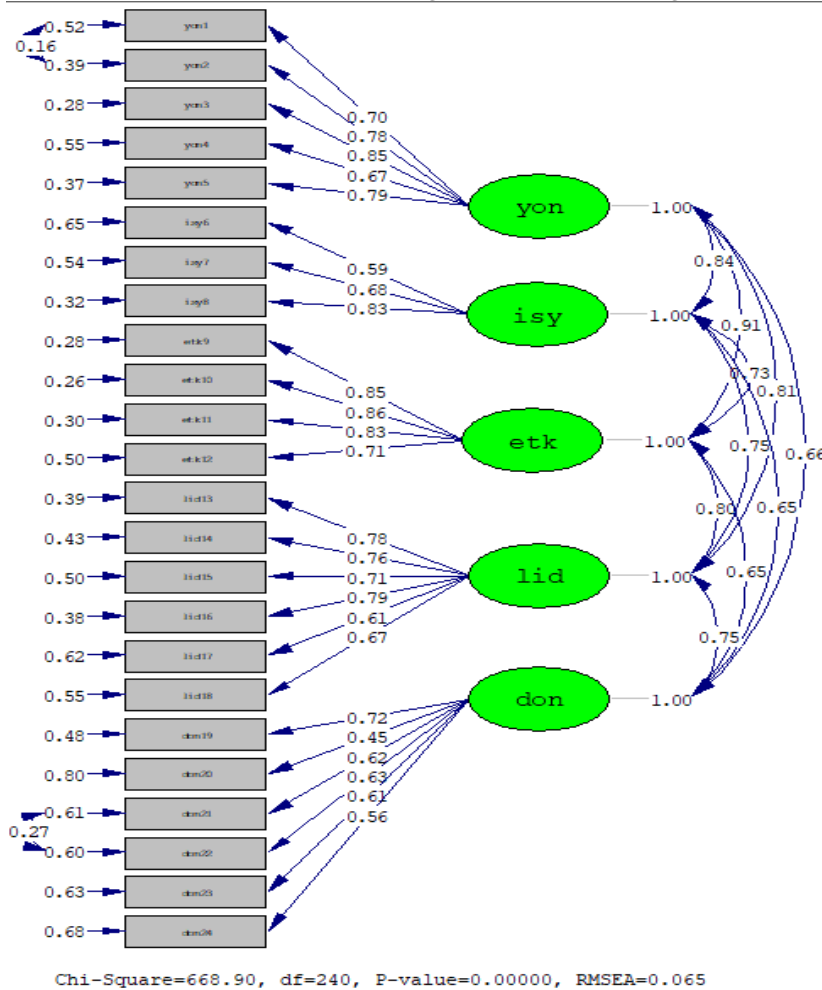 0.52 yon1
0.16
0.39 yon2
0.28 yon3
0.55 yon4
0.37 yon5
0.65 isy6
0.54 isy7
0.32 isy8
0.28 etk9
0.26 etk10
0.30 etk11
0.50 etk12
0.39 lid13
0.43 lid14
0.50 lid15
0.38 lid16
0.62 lid17
0.55 lid18
0.48 don19
0.80 don20
0.61 don21
0.27
0.60 don22
0.63 don23
0.68 don24
0.70
0.78
0.85
0.67
0.79
0.59
0.68
0.83
0.85
0.86
0.83
0.71
0.78
0.76
0.71
0.79
0.61
0.67
0.72
0.45
0.62
0.63
0.61
0.56
yon 1.00
isy 1.00
etk 1.00
lid 1.00
don 1.00
0.84
0.91
0.73
0.81
0.75
0.66
0.65
0.80
0.65
0.75
Chi-Square=668.90, df=240, P-value=0.00000, RMSEA=0.065